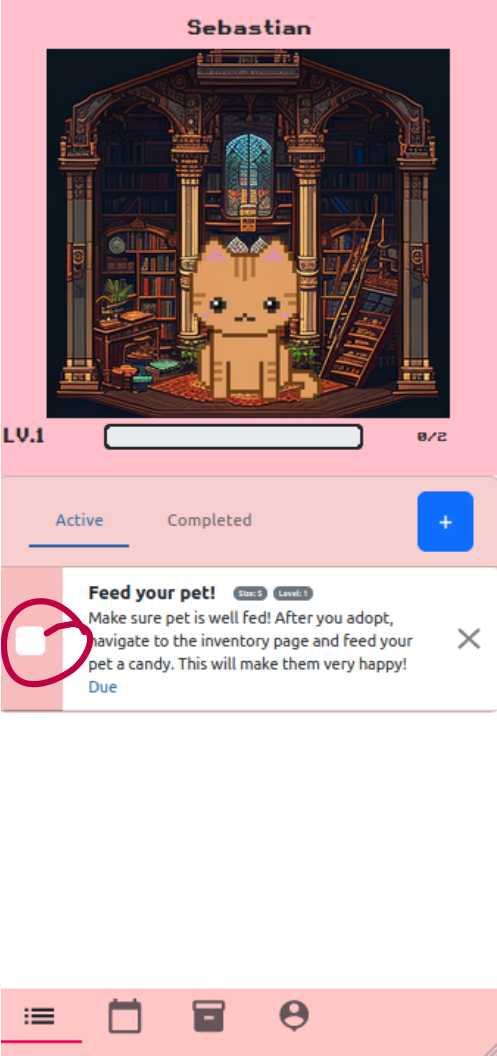 Sebastian
LV.1
0/2
Active Completed +
Feed your pet! Size: S Level: 1
Make sure pet is well fed! After you adopt,
navigate to the inventory page and feed your
pet a candy. This will make them very happy!
Due